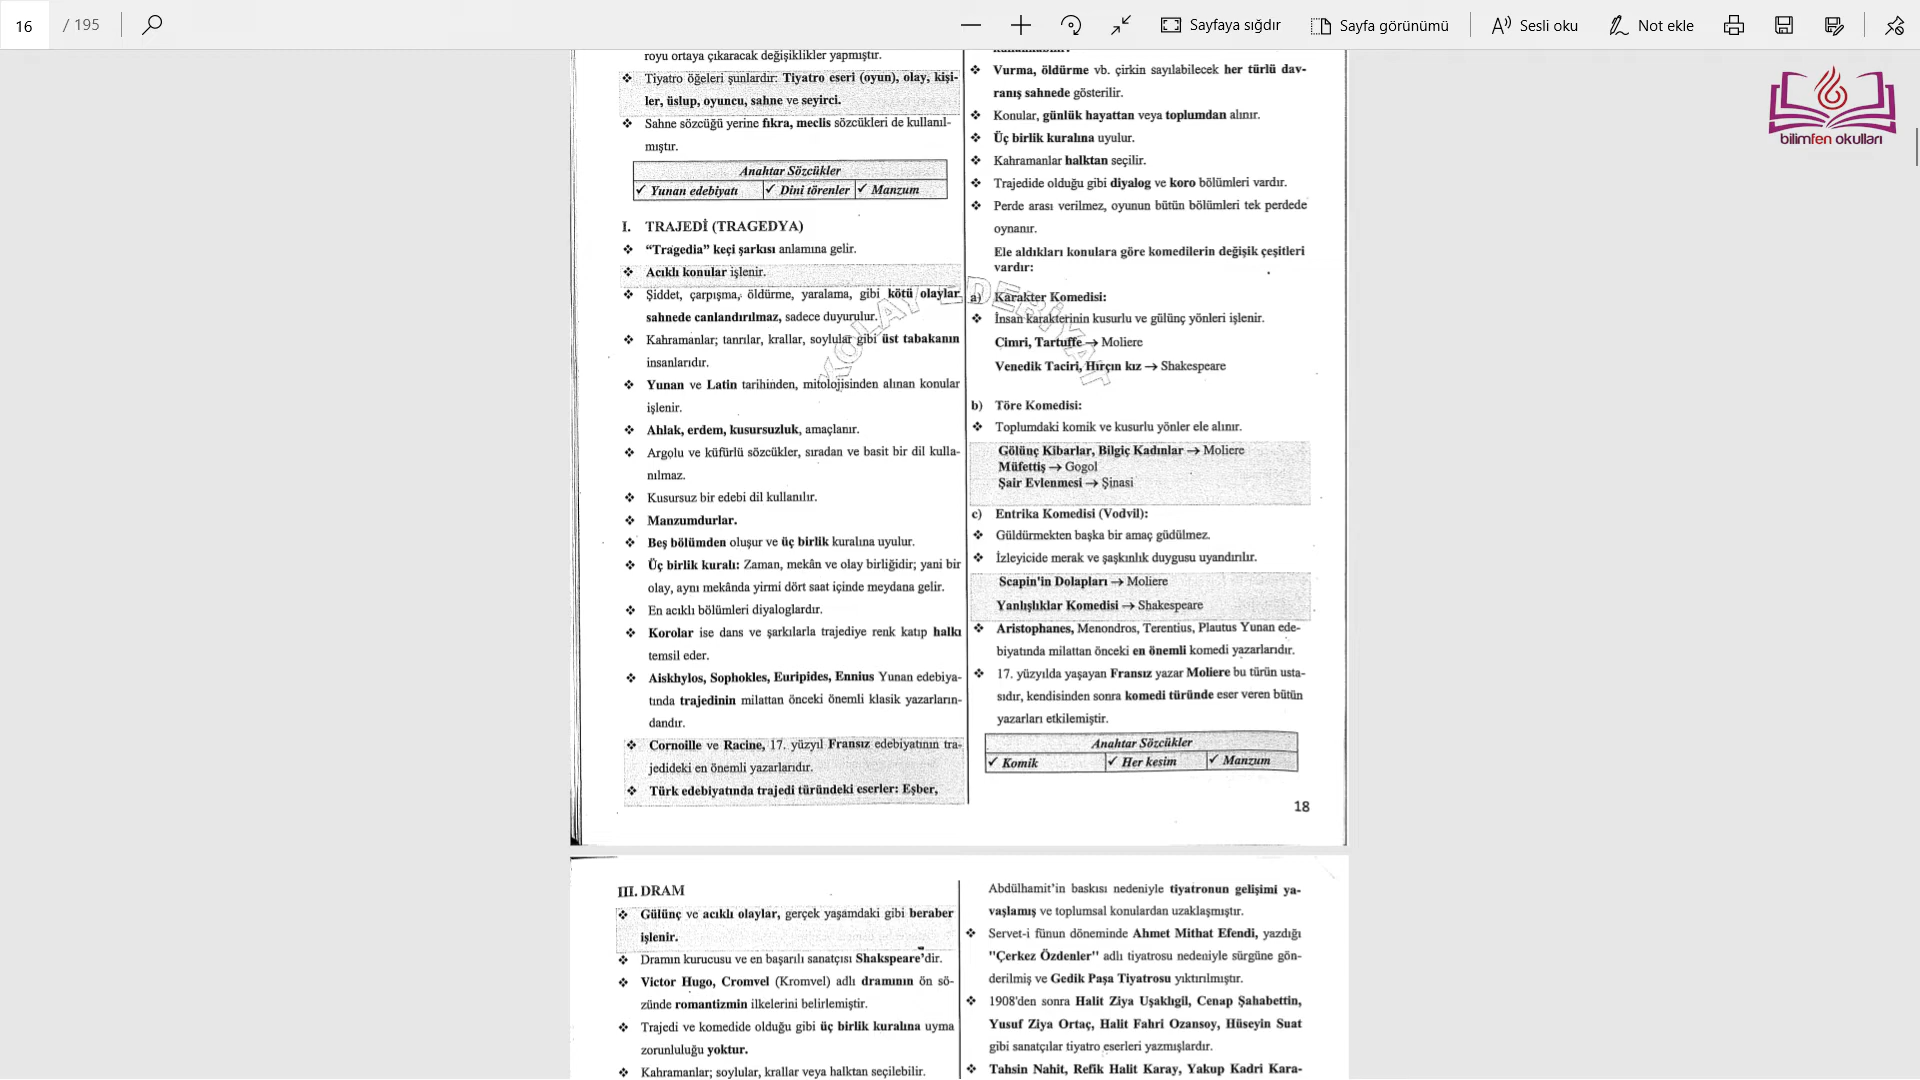 16 / 195
Sayfaya sığdır
Sayfa görünümü
Sesli oku
Not ekle
bilimfen okulları
royu ortaya çıkaracak değişiklikler yapmıştır.
❖ Tiyatro öğeleri şunlardır: Tiyatro eseri (oyun), olay, kişi-
ler, üslup, oyuncu, sahne ve seyirci.
❖ Sahne sözcüğü yerine fıkra, meclis sözcükleri de kullanıl-
mıştır.
Anahtar Sözcükler
✓ Yunan edebiyatı ✓ Dini törenler ✓ Manzum
I. TRAJEDİ (TRAGEDYA)
❖ “Tragedia” keçi şarkısı anlamına gelir.
❖ Acıklı konular işlenir.
❖ Şiddet, çarpışma, öldürme, yaralama, gibi kötü olaylar
sahnede canlandırılmaz, sadece duyurulur.
❖ Kahramanlar; tanrılar, krallar, soylular gibi üst tabakanın
insanlarıdır.
❖ Yunan ve Latin tarihinden, mitolojisinden alınan konular
işlenir.
❖ Ahlak, erdem, kusursuzluk, amaçlanır.
❖ Argolu ve küfürlü sözcükler, sıradan ve basit bir dil kulla-
nılmaz.
❖ Kusursuz bir edebi dil kullanılır.
❖ Manzumdurlar.
❖ Beş bölümden oluşur ve üç birlik kuralına uyulur.
❖ Üç birlik kuralı: Zaman, mekân ve olay birliğidir; yani bir
olay, aynı mekânda yirmi dört saat içinde meydana gelir.
❖ En acıklı bölümleri diyaloglardır.
❖ Korolar ise dans ve şarkılarla trajediye renk katıp halkı
temsil eder.
❖ Aiskhylos, Sophokles, Euripides, Ennius Yunan edebiya-
tında trajedinin milattan önceki önemli klasik yazarların-
dandır.
❖ Cornoille ve Racine, 17. yüzyıl Fransız edebiyatının tra-
jedideki en önemli yazarlarıdır.
❖ Türk edebiyatında trajedi türündeki eserler: Eşber,
❖ Vurma, öldürme vb. çirkin sayılabilecek her türlü dav-
ranış sahnede gösterilir.
❖ Konular, günlük hayattan veya toplumdan alınır.
❖ Üç birlik kuralına uyulur.
❖ Kahramanlar halktan seçilir.
❖ Trajedide olduğu gibi diyalog ve koro bölümleri vardır.
❖ Perde arası verilmez, oyunun bütün bölümleri tek perdede
oynanır.
Ele aldıkları konulara göre komedilerin değişik çeşitleri
vardır:
a) Karakter Komedisi:
❖ İnsan karakterinin kusurlu ve gülünç yönleri işlenir.
Cimri, Tartuffe → Moliere
Venedik Taciri, Hırçın kız → Shakespeare
b) Töre Komedisi:
❖ Toplumdaki komik ve kusurlu yönler ele alınır.
Gölünç Kibarlar, Bilgiç Kadınlar → Moliere
Müfettiş → Gogol
Şair Evlenmesi → Şinasi
c) Entrika Komedisi (Vodvil):
❖ Güldürmekten başka bir amaç güdülmez.
❖ İzleyicide merak ve şaşkınlık duygusu uyandırılır.
Scapin'in Dolapları → Moliere
Yanlışlıklar Komedisi → Shakespeare
❖ Aristophanes, Menondros, Terentius, Plautus Yunan ede-
biyatında milattan önceki en önemli komedi yazarlarıdır.
❖ 17. yüzyılda yaşayan Fransız yazar Moliere bu türün usta-
sıdır, kendisinden sonra komedi türünde eser veren bütün
yazarları etkilemiştir.
Anahtar Sözcükler
✓ Komik ✓ Her kesim ✓ Manzum
KOLAY EDEBİYAT
18
III. DRAM
❖ Gülünç ve acıklı olaylar, gerçek yaşamdaki gibi beraber
işlenir.
❖ Dramın kurucusu ve en başarılı sanatçısı Shakspeare’dir.
❖ Victor Hugo, Cromvel (Kromvel) adlı dramının ön sö-
zünde romantizmin ilkelerini belirlemiştir.
❖ Trajedi ve komedide olduğu gibi üç birlik kuralına uyma
zorunluluğu yoktur.
❖ Kahramanlar; soylular, krallar veya halktan seçilebilir.
Abdülhamit’in baskısı nedeniyle tiyatronun gelişimi ya-
vaşlamış ve toplumsal konulardan uzaklaşmıştır.
❖ Servet-i fünun döneminde Ahmet Mithat Efendi, yazdığı
"Çerkez Özdenler" adlı tiyatrosu nedeniyle sürgüne gön-
derilmiş ve Gedik Paşa Tiyatrosu yıktırılmıştır.
❖ 1908'den sonra Halit Ziya Uşaklıgil, Cenap Şahabettin,
Yusuf Ziya Ortaç, Halit Fahri Ozansoy, Hüseyin Suat
gibi sanatçılar tiyatro eserleri yazmışlardır.
❖ Tahsin Nahit, Refik Halit Karay, Yakup Kadri Kara-